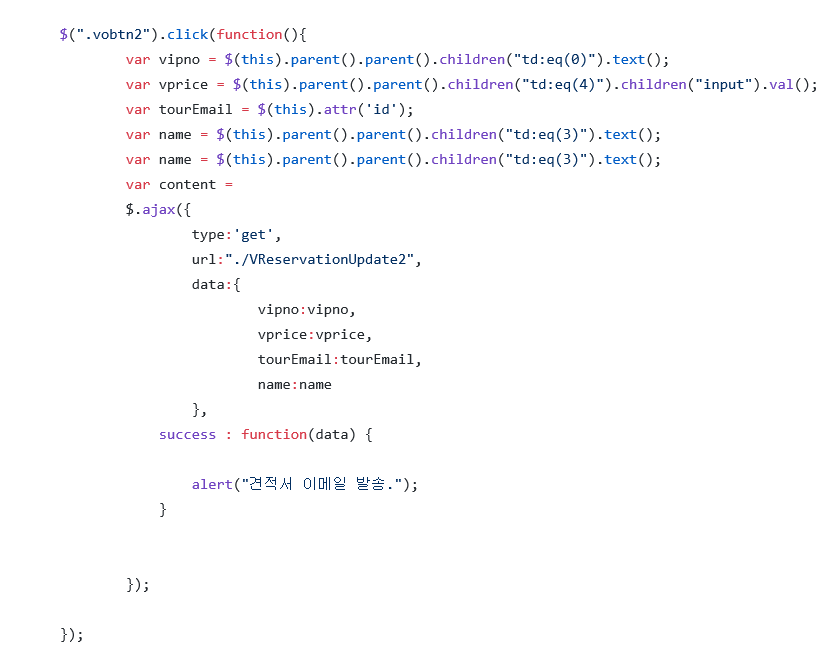 $(".vobtn2").click(function(){
var vipno = $(this).parent().parent().children("td:eq(0)").text();
var vprice = $(this).parent().parent().children("td:eq(4)").children("input").val();
var tourEmail = $(this).attr('id');
var name = $(this).parent().parent().children("td:eq(3)").text();
var name = $(this).parent().parent().children("td:eq(3)").text();
var content =
$.ajax({
type:'get',
url:"./VReservationUpdate2",
data:{
vipno:vipno,
vprice:vprice,
tourEmail:tourEmail,
name:name
},
success : function(data) {
alert("견적서 이메일 발송.");
}
});
});